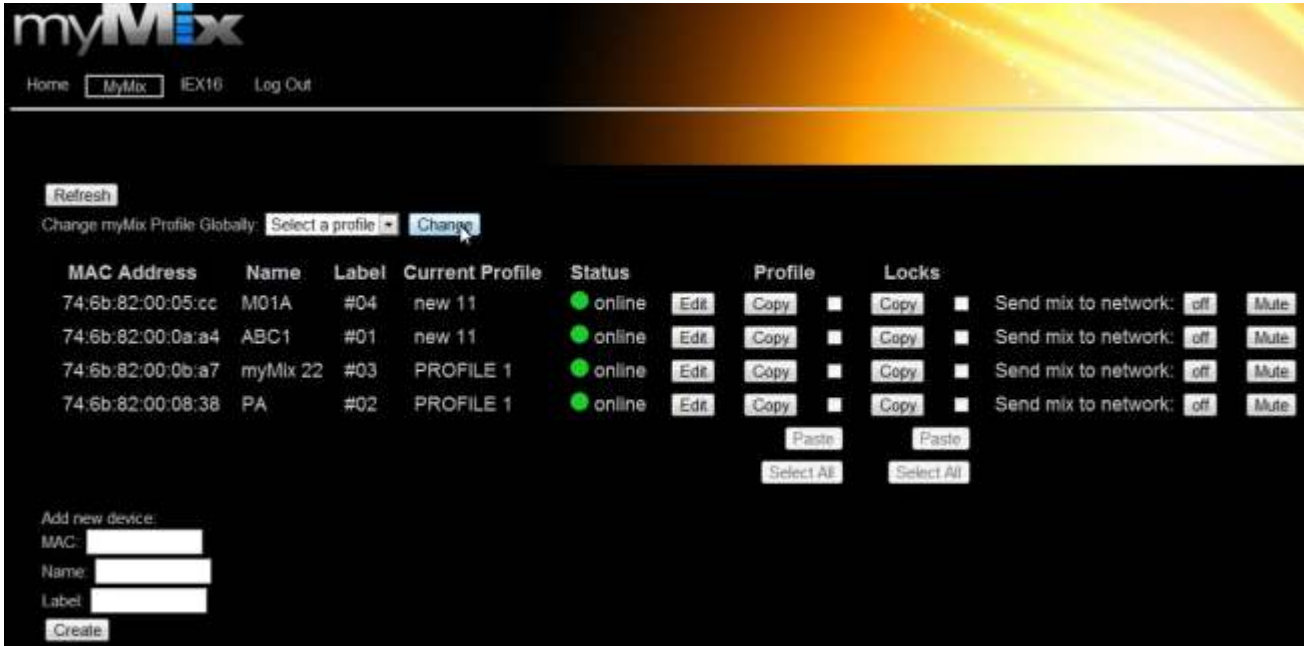 myMix
Home MyMix IEX16 Log Out
Refresh
Change myMix Profile Globally: Select a profile Change
MAC Address Name Label Current Profile Status Profile Locks
74:6b:82:00:05:cc M01A #04 new 11 online Edit Copy Copy Send mix to network: off Mute
74:6b:82:00:0a:a4 ABC1 #01 new 11 online Edit Copy Copy Send mix to network: off Mute
74:6b:82:00:0b:a7 myMix 22 #03 PROFILE 1 online Edit Copy Copy Send mix to network: off Mute
74:6b:82:00:08:38 PA #02 PROFILE 1 online Edit Copy Copy Send mix to network: off Mute
Paste Paste
Select All Select All
Add new device:
MAC:
Name:
Label:
Create